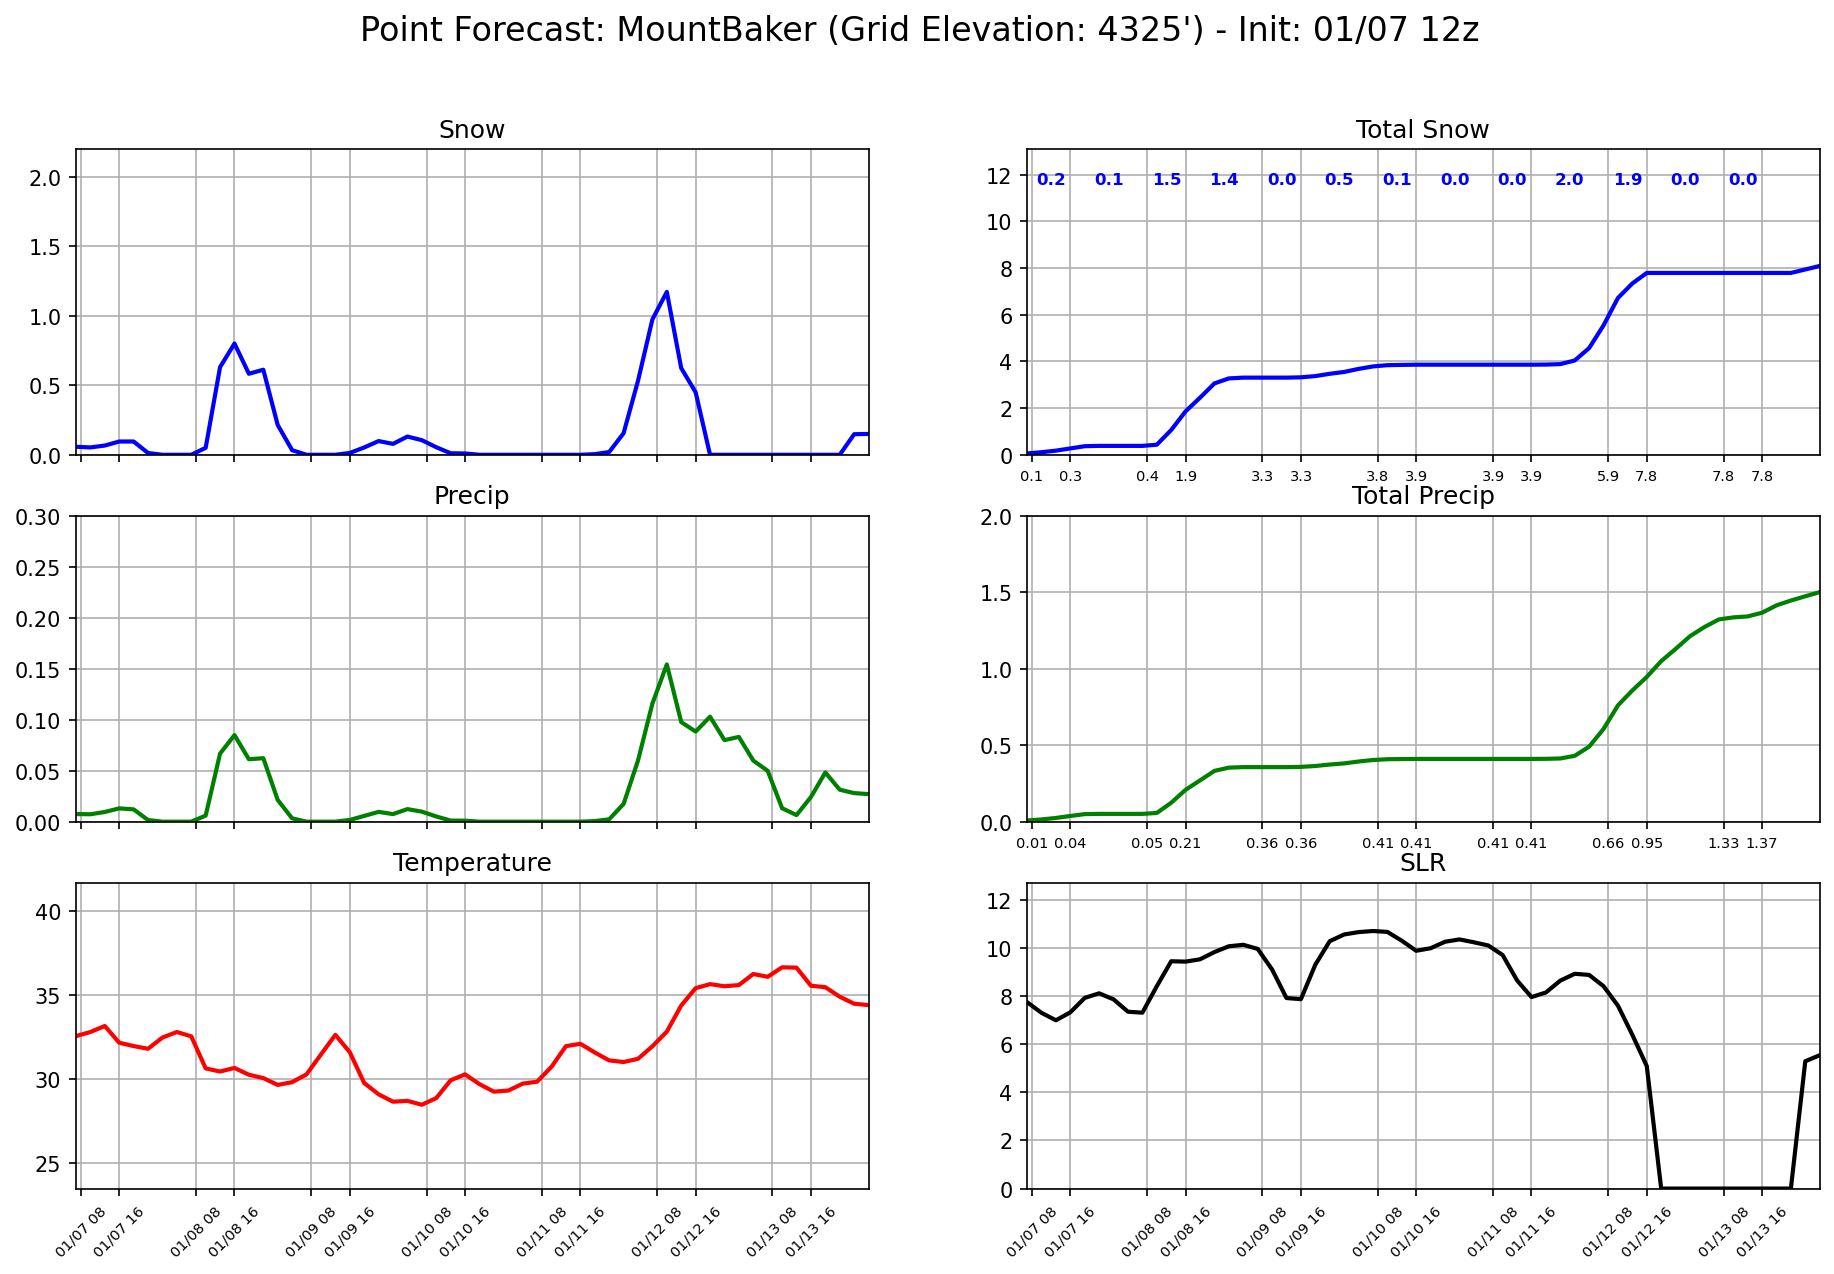 Point Forecast: MountBaker (Grid Elevation: 4325') - Init: 01/07 12z
Snow
2.0
1.5
1.0
0.5
0.0
Total Snow
12
10
8
6
4
2
0
0.2 0.1 1.5 1.4 0.0 0.5 0.1 0.0 0.0 2.0 1.9 0.0 0.0
0.1 0.3 0.4 1.9 3.3 3.3 3.8 3.9 3.9 3.9 5.9 7.8 7.8 7.8
Precip
0.30
0.25
0.20
0.15
0.10
0.05
0.00
Total Precip
2.0
1.5
1.0
0.5
0.0
0.01 0.04 0.05 0.21 0.36 0.36 0.41 0.41 0.41 0.41 0.66 0.95 1.33 1.37
Temperature
40
35
30
25
01/07 08 01/07 16 01/08 08 01/08 16 01/09 08 01/09 16 01/10 08 01/10 16 01/11 08 01/11 16 01/12 08 01/12 16 01/13 08 01/13 16
SLR
12
10
8
6
4
2
0
01/07 08 01/07 16 01/08 08 01/08 16 01/09 08 01/09 16 01/10 08 01/10 16 01/11 08 01/11 16 01/12 08 01/12 16 01/13 08 01/13 16